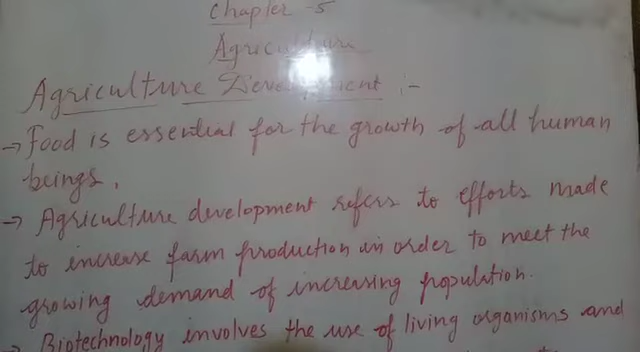 Chapter - 5
Agriculture
Agriculture Development :-
→ Food is essential for the growth of all human
beings.
→ Agriculture development refers to efforts made
to increase farm production in order to meet the
growing demand of increasing population.
→ Biotechnology involves the use of living organisms and